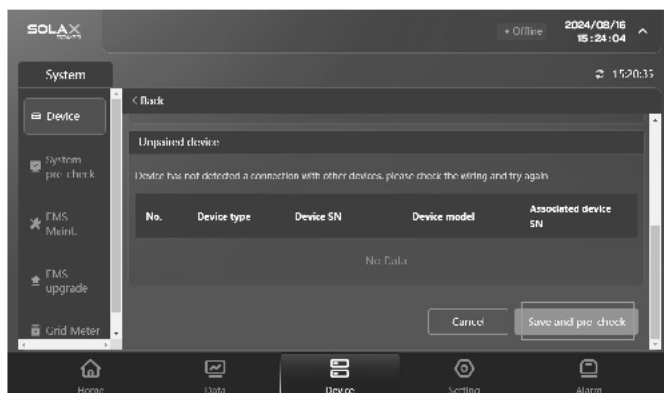 SOLAX
POWER
• Offline
2024/08/16
15:24:04
System
15:20:35
Device
< Back
Unpaired device
System
pre-check
Device has not detected a connection with other devices, please check the wiring and try again
No.
Device type
Device SN
Device model
Associated device
SN
EMS
Maint.
No Data
EMS
upgrade
Cancel
Save and pre-check
Grid Meter
Home
Data
Device
Setting
Alarm